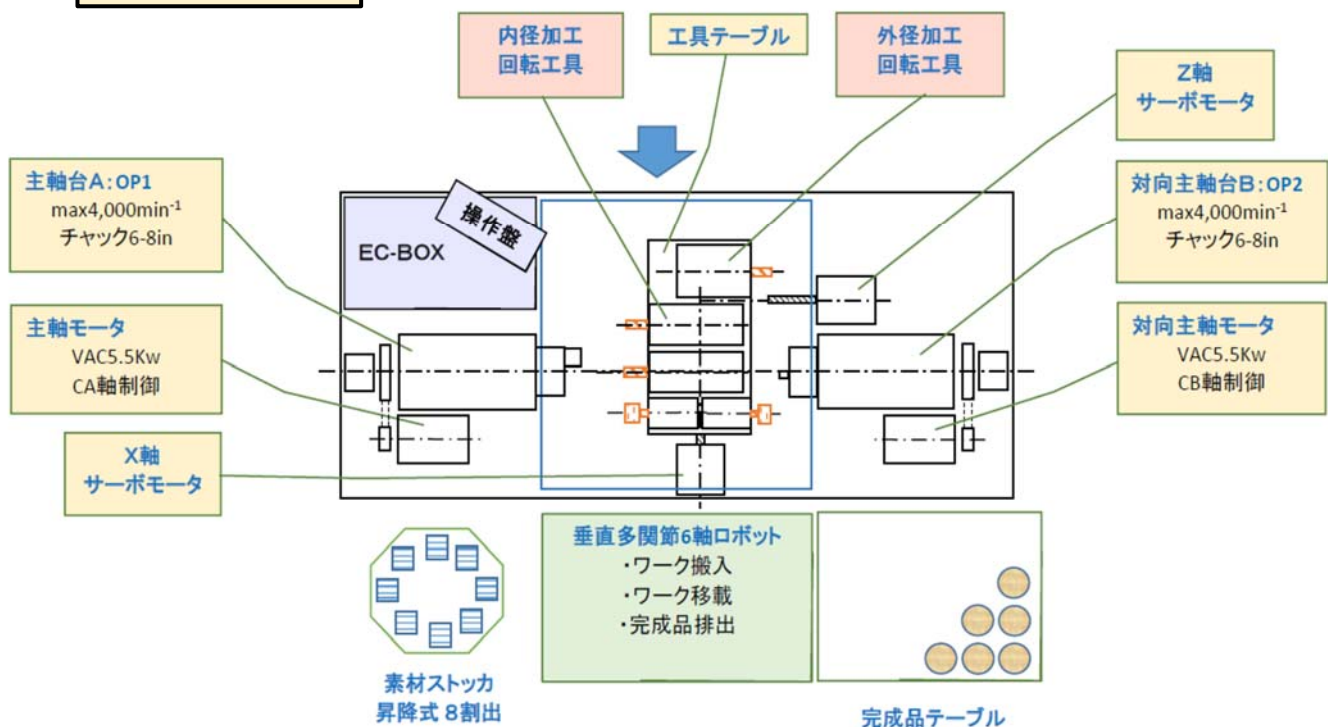 内径加工
回転工具
工具テーブル
外径加工
回転工具
Z軸
サーボモータ
主軸台A:OP1
max4,000min⁻¹
チャック6-8in
対向主軸台B:OP2
max4,000min⁻¹
チャック6-8in
操作盤
EC-BOX
主軸モータ
VAC5.5Kw
CA軸制御
対向主軸モータ
VAC5.5Kw
CB軸制御
X軸
サーボモータ
垂直多関節6軸ロボット
・ワーク搬入
・ワーク移載
・完成品排出
素材ストッカ
昇降式 8割出
完成品テーブル